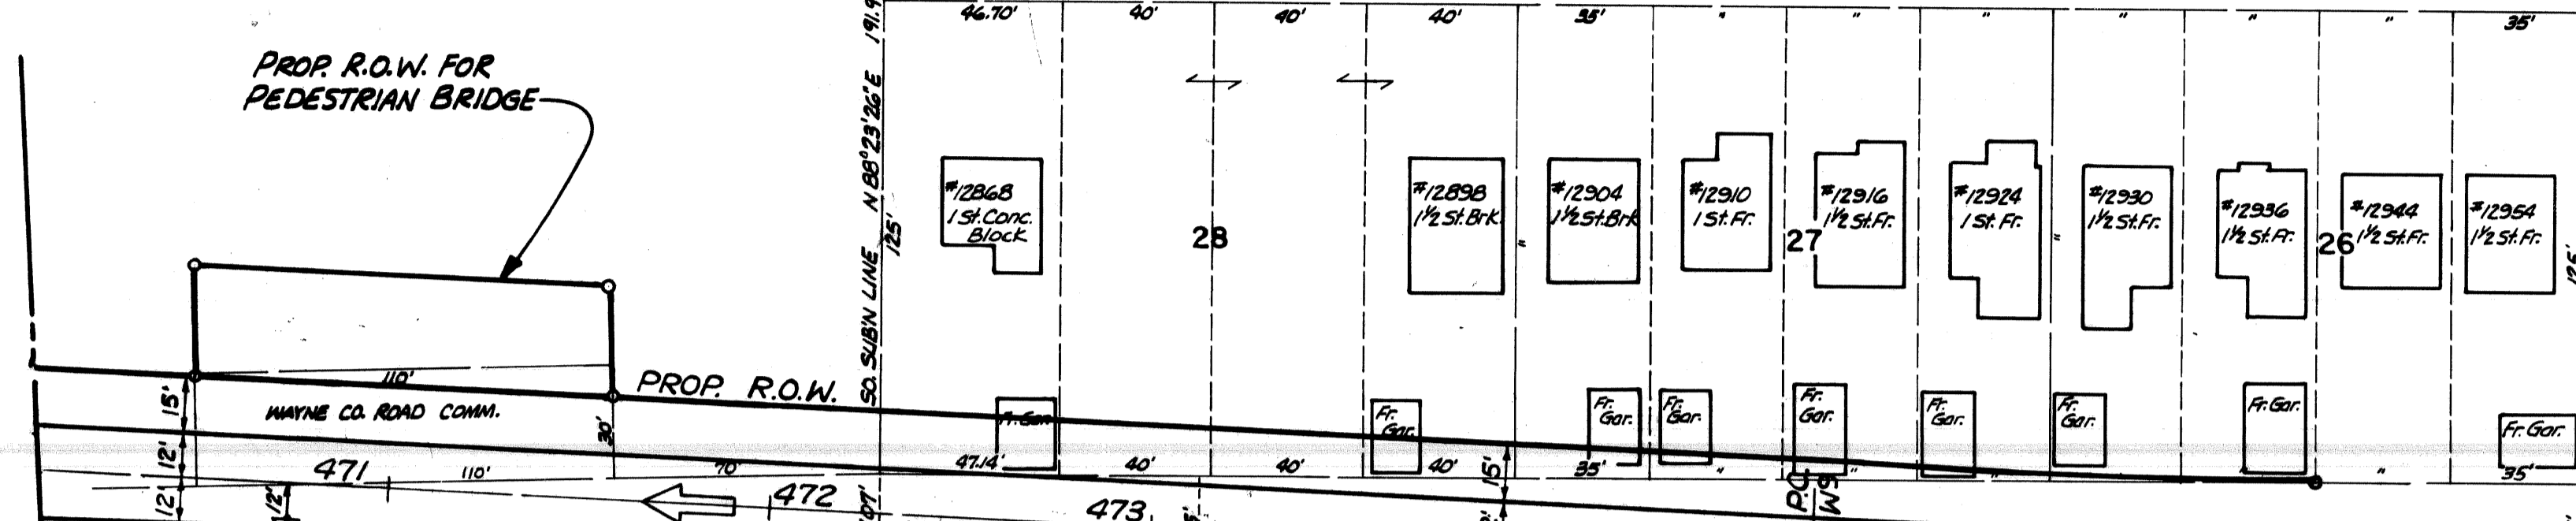 46.70' 40' 40' 40' 35' " " " " " " 35'
PROP. R.O.W. FOR
PEDESTRIAN BRIDGE
SO. SUB'N LINE N 88°23'26"E
125'
#12868
1 St. Conc.
Block
28
#12898
1½ St. Brk.
"
#12904
1½ St. Brk
#12910
1 St. Fr.
27
#12916
1½ St. Fr.
#12924
1 St. Fr.
"
#12930
1½ St. Fr.
#12936
1½ St. Fr.
26
#12944
1½ St. Fr.
#12954
1½ St. Fr.
125'
110'
PROP. R.O.W.
WAYNE CO. ROAD COMM.
15'
30'
12'
12'
12'
Fr. Gar.
Fr.
Gar.
Fr.
Gar.
Fr.
Gar.
Fr.
Gar.
Fr.
Gar.
Fr.
Gar.
Fr. Gar.
Fr. Gar.
471 110' 70' 47.14' 40' 40' 40' 15' 35' " " " " " 35'
472
473
P.C.